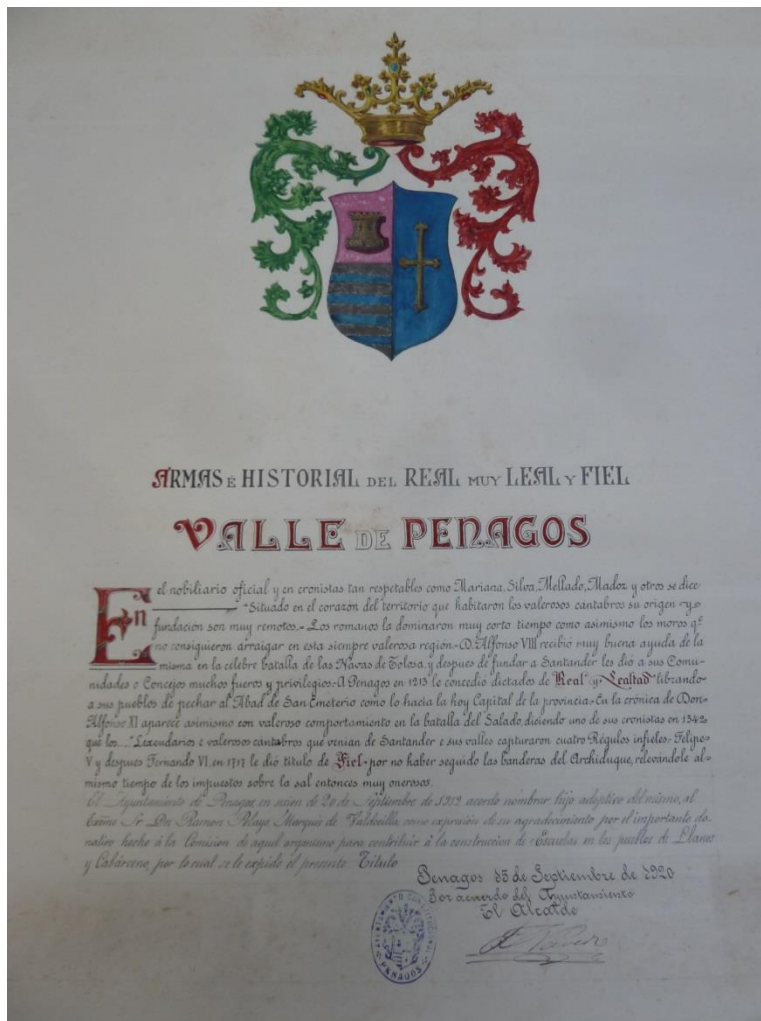 ARMAS É HISTORIAL DEL REAL MUY LEAL Y FIEL
VALLE DE PENAGOS
En el nobiliario oficial y en cronistas tan respetables como Mariana, Silva, Mellado, Madoz y otros se dice
"Situado en el corazón del territorio que habitaron los valerosos cántabros su origen y
fundación son muy remotos.- Los romanos la dominaron muy corto tiempo como asimismo los moros qe
no consiguieron arraigar en esta siempre valerosa región.- D. Alfonso VIII recibió muy buena ayuda de la
misma en la célebre batalla de las Navas de Tolosa y despues de fundar a Santander les dió a sus Comu-
nidades o Concejos muchos fueros y privilegios.- A Penagos en 1213 le concedió dictados de Real y Lealtad librando
a sus pueblos de pechar al Abad de San Emeterio como lo hacía la hoy Capital de la provincia.- En la crónica de Don
Alfonso XI aparece asimismo con valeroso comportamiento en la batalla del Salado diciendo uno de sus cronistas en 1342
que los... "Lexendarios e valerosos cántabros que venian de Santander e sus valles capturaron cuatro Régulos infieles.- Felipe
V y despues Fernando VI, en 1717 le dió título de Fiel por no haber seguido las banderas del Archiduque, relevándole al
mismo tiempo de los impuestos sobre la sal entonces muy onerosos.
El Ayuntamiento de Penagos en sesión de 20 de Septiembre de 1919 acordo nombrar hijo adoptivo del mismo, al
Excmo Sr Don Ramon Pelayo, Marques de Valdecilla como expresión de su agradecimiento por el importante do-
nativo hecho á la Comision de aquel organismo para contribuir á la construccion de Escuelas en los pueblos de Llanos
y Cabárceno, por lo cual se le expide el presente Título
Penagos 15 de Septiembre de 1920
Por acuerdo del Ayuntamiento
El Alcalde
AYUNTAMIENTO CONSTITUCIONAL
PENAGOS